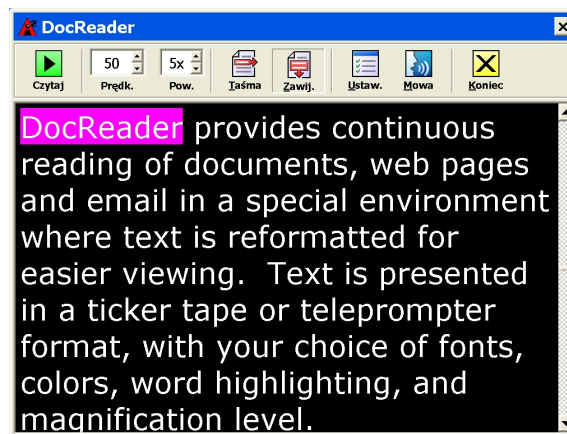 DocReader
50 5x
Czytaj Prędk. Pow. Taśma Zawij. Ustaw. Mowa Koniec
DocReader provides continuous
reading of documents, web pages
and email in a special environment
where text is reformatted for
easier viewing. Text is presented
in a ticker tape or teleprompter
format, with your choice of fonts,
colors, word highlighting, and
magnification level.